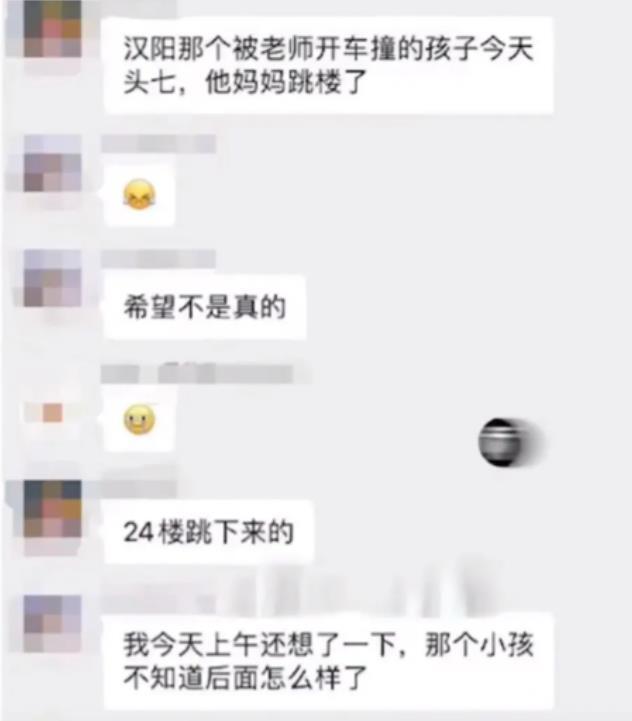 汉阳那个被老师开车撞的孩子今天
头七，他妈妈跳楼了
希望不是真的
24楼跳下来的
我今天上午还想了一下，那个小孩
不知道后面怎么样了